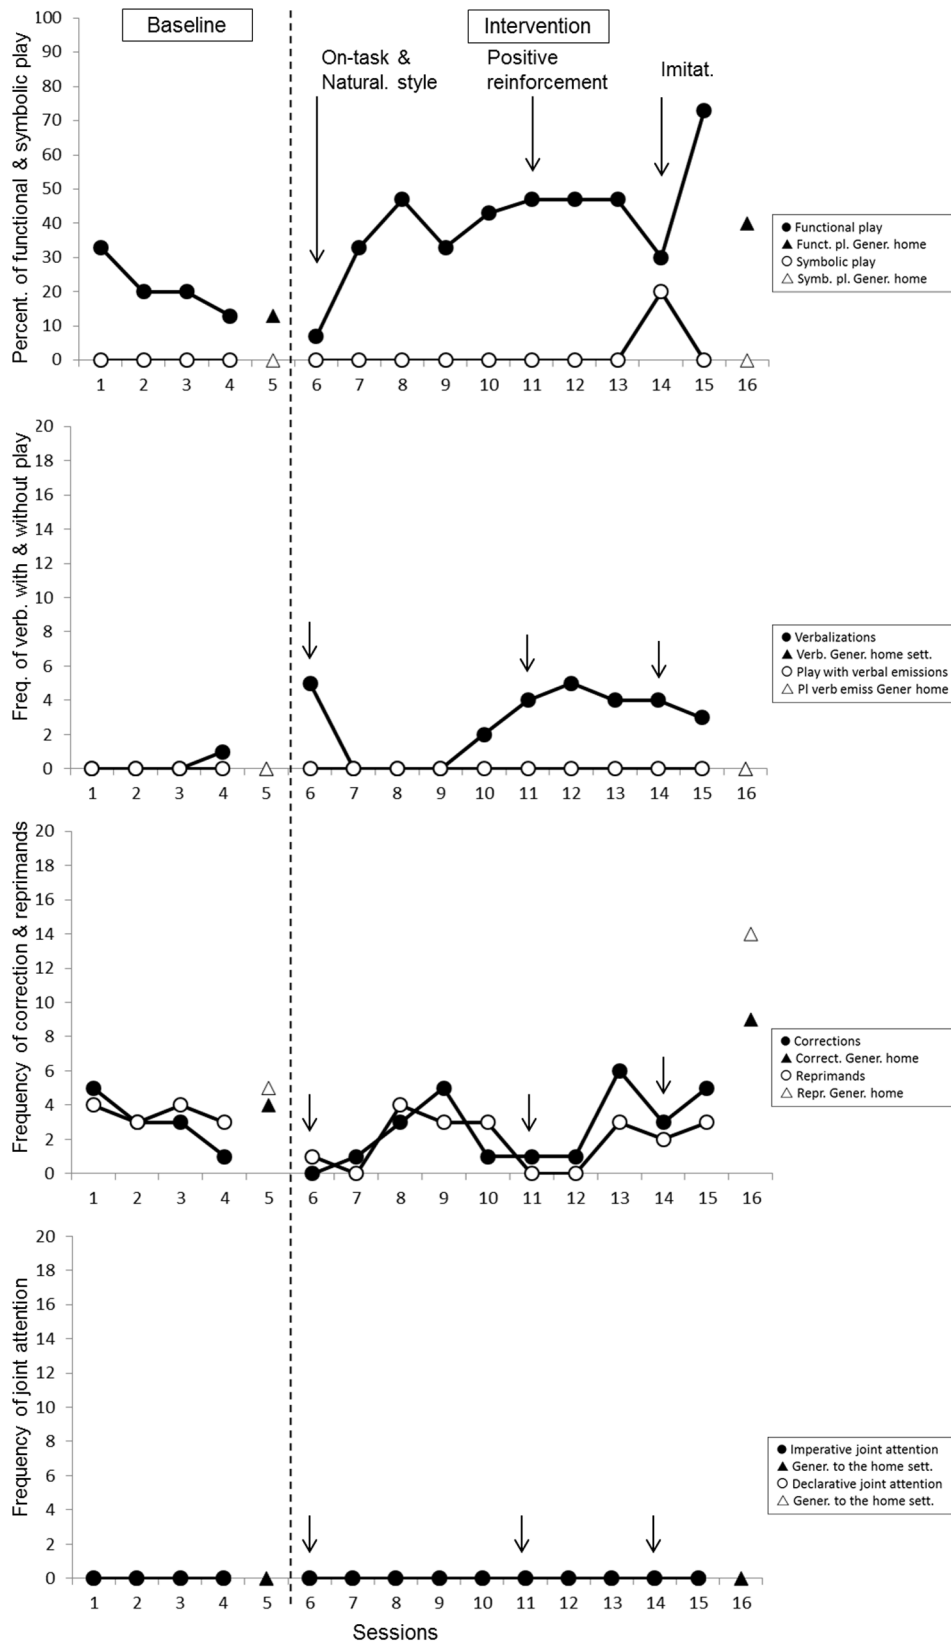 Baseline
Intervention
On-task &
Natural. style
Positive
reinforcement
Imitat.
Percent. of functional & symbolic play
100
90
80
70
60
50
40
30
20
10
0
1 2 3 4 5 6 7 8 9 10 11 12 13 14 15 16
Functional play
Funct. pl. Gener. home
Symbolic play
Symb. pl. Gener. home
Freq. of verb. with & without play
20
18
16
14
12
10
8
6
4
2
0
1 2 3 4 5 6 7 8 9 10 11 12 13 14 15 16
Verbalizations
Verb. Gener. home sett.
Play with verbal emissions
Pl verb emiss Gener home
Frequency of correction & reprimands
20
18
16
14
12
10
8
6
4
2
0
1 2 3 4 5 6 7 8 9 10 11 12 13 14 15 16
Corrections
Correct. Gener. home
Reprimands
Repr. Gener. home
Frequency of joint attention
20
18
16
14
12
10
8
6
4
2
0
1 2 3 4 5 6 7 8 9 10 11 12 13 14 15 16
Imperative joint attention
Gener. to the home sett.
Declarative joint attention
Gener. to the home sett.
Sessions